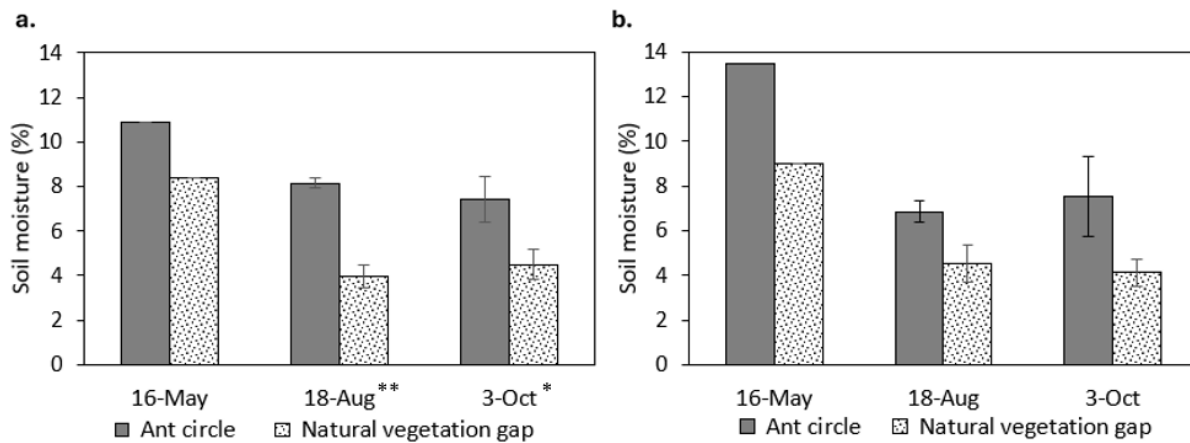 a.
14
12
10
8
6
4
2
0
Soil moisture (%)
16-May 18-Aug** 3-Oct*
Ant circle Natural vegetation gap
b.
14
12
10
8
6
4
2
0
Soil moisture (%)
16-May 18-Aug 3-Oct
Ant circle Natural vegetation gap